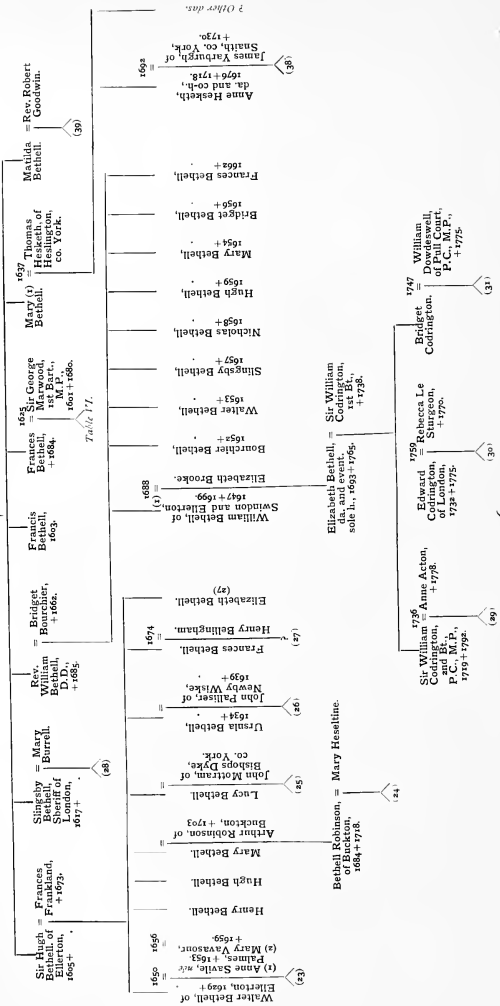 Sir Hugh
Bethell. of
Ellerton,
1605+ .
=
Frances
Frankland,
+1673.
Slingsby
Bethell,
Sheriff of
London,
1617+
=
Mary
Burrell.
(28)
Rev.
William
Bethell,
D.D.,
+1685.
=
Bridget
Bourchier,
+1662.
Francis
Bethell,
1603.
Frances
Bethell,
+1684.
1625
=
Sir George
Marwood,
1st Bart.,
M.P.,
1601+1680.
Table VI.
Mary (1)
Bethell.
1637
=
Thomas
Hesketh, of
Heslington,
co. York.
Matilda
Bethell.
=
Rev. Robert
Goodwin.
(39)
Walter Bethell, of
Ellerton, 1629+
1650
=
(1) Anne Savile, née
Palmes, +1653.
1656
=
(2) Mary Vavasour,
+1659.
(23)
Henry Bethell.
Hugh Bethell.
Mary Bethell.
=
Arthur Robinson, of
Buckton, +1703
Lucy Bethell.
=
John Mottram, of
Bishops Dyke,
co. York.
(25)
Ursula Bethell,
1634+ .
=
John Palliser, of
Newby Wiske,
1639+ .
(26)
Frances Bethell.
1674
=
Henry Bellingham.
(27)
Elizabeth Bethell.
(27)
William Bethell, of
Swindon and Ellerton,
1647+1699.
1688
=
(1)
Elizabeth Brooke.
Bourchier Bethell,
1652+ .
Walter Bethell,
1653+ .
Slingsby Bethell,
1657+ .
Nicholas Bethell,
1658+ .
Hugh Bethell,
1659+ .
Mary Bethell,
1654+ .
Bridget Bethell,
1656+ .
Frances Bethell,
1662+ .
Anne Hesketh,
da. and co-h.,
1676+1718.
1692
=
James Yarburgh, of
Snaith, co. York,
+1730.
(38)
? Other das.
Bethell Robinson,
of Buckton,
1684+1718.
=
Mary Heseltine.
(24)
Elizabeth Bethell,
da. and event.
sole h., 1693+1765.
=
Sir William
Codrington,
1st Bt.,
+1738.
Sir William
Codrington,
2nd Bt.,
P.C., M.P.,
1719+1792.
1736
=
Anne Acton,
+1778.
(29)
Edward
Codrington,
of London,
1732+1775.
1759
=
Rebecca Le
Sturgeon,
+1770.
(30)
Bridget
Codrington.
1747
=
William
Dowdeswell,
of Pull Court,
P.C., M.P.,
+1775.
(31)